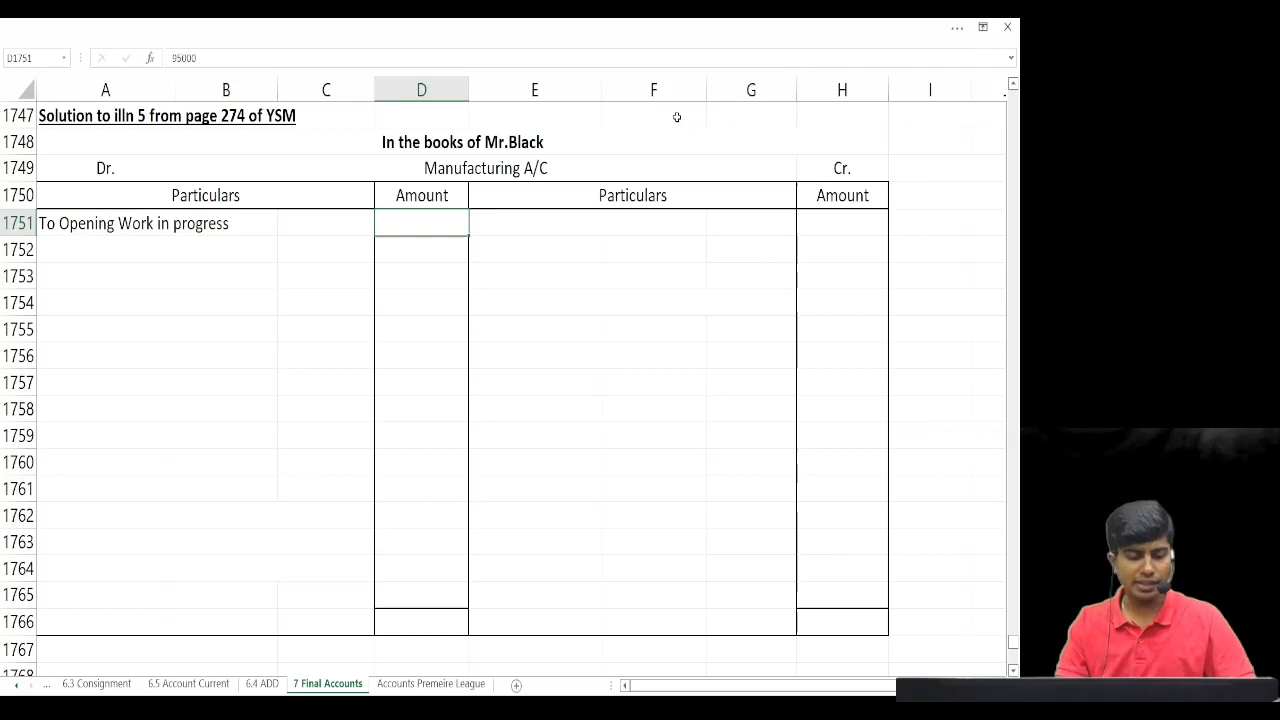 D1751
fx
95000
A B C D E F G H I
1747 Solution to illn 5 from page 274 of YSM
1748 In the books of Mr.Black
1749 Dr. Manufacturing A/C Cr.
1750 Particulars Amount Particulars Amount
1751 To Opening Work in progress
1752
1753
1754
1755
1756
1757
1758
1759
1760
1761
1762
1763
1764
1765
1766
1767
1768
... 6.3 Consignment 6.5 Account Current 6.4 ADD 7 Final Accounts Accounts Premeire League